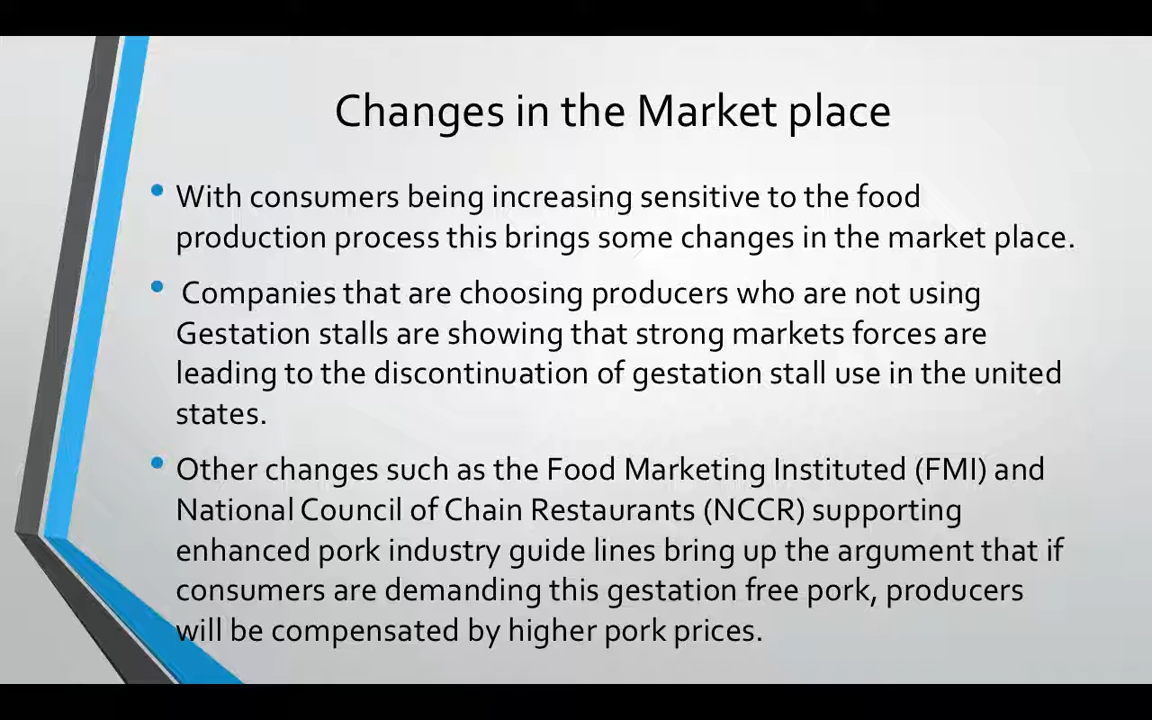 Changes in the Market place
• With consumers being increasing sensitive to the food
production process this brings some changes in the market place.
• Companies that are choosing producers who are not using
Gestation stalls are showing that strong markets forces are
leading to the discontinuation of gestation stall use in the united
states.
• Other changes such as the Food Marketing Instituted (FMI) and
National Council of Chain Restaurants (NCCR) supporting
enhanced pork industry guide lines bring up the argument that if
consumers are demanding this gestation free pork, producers
will be compensated by higher pork prices.